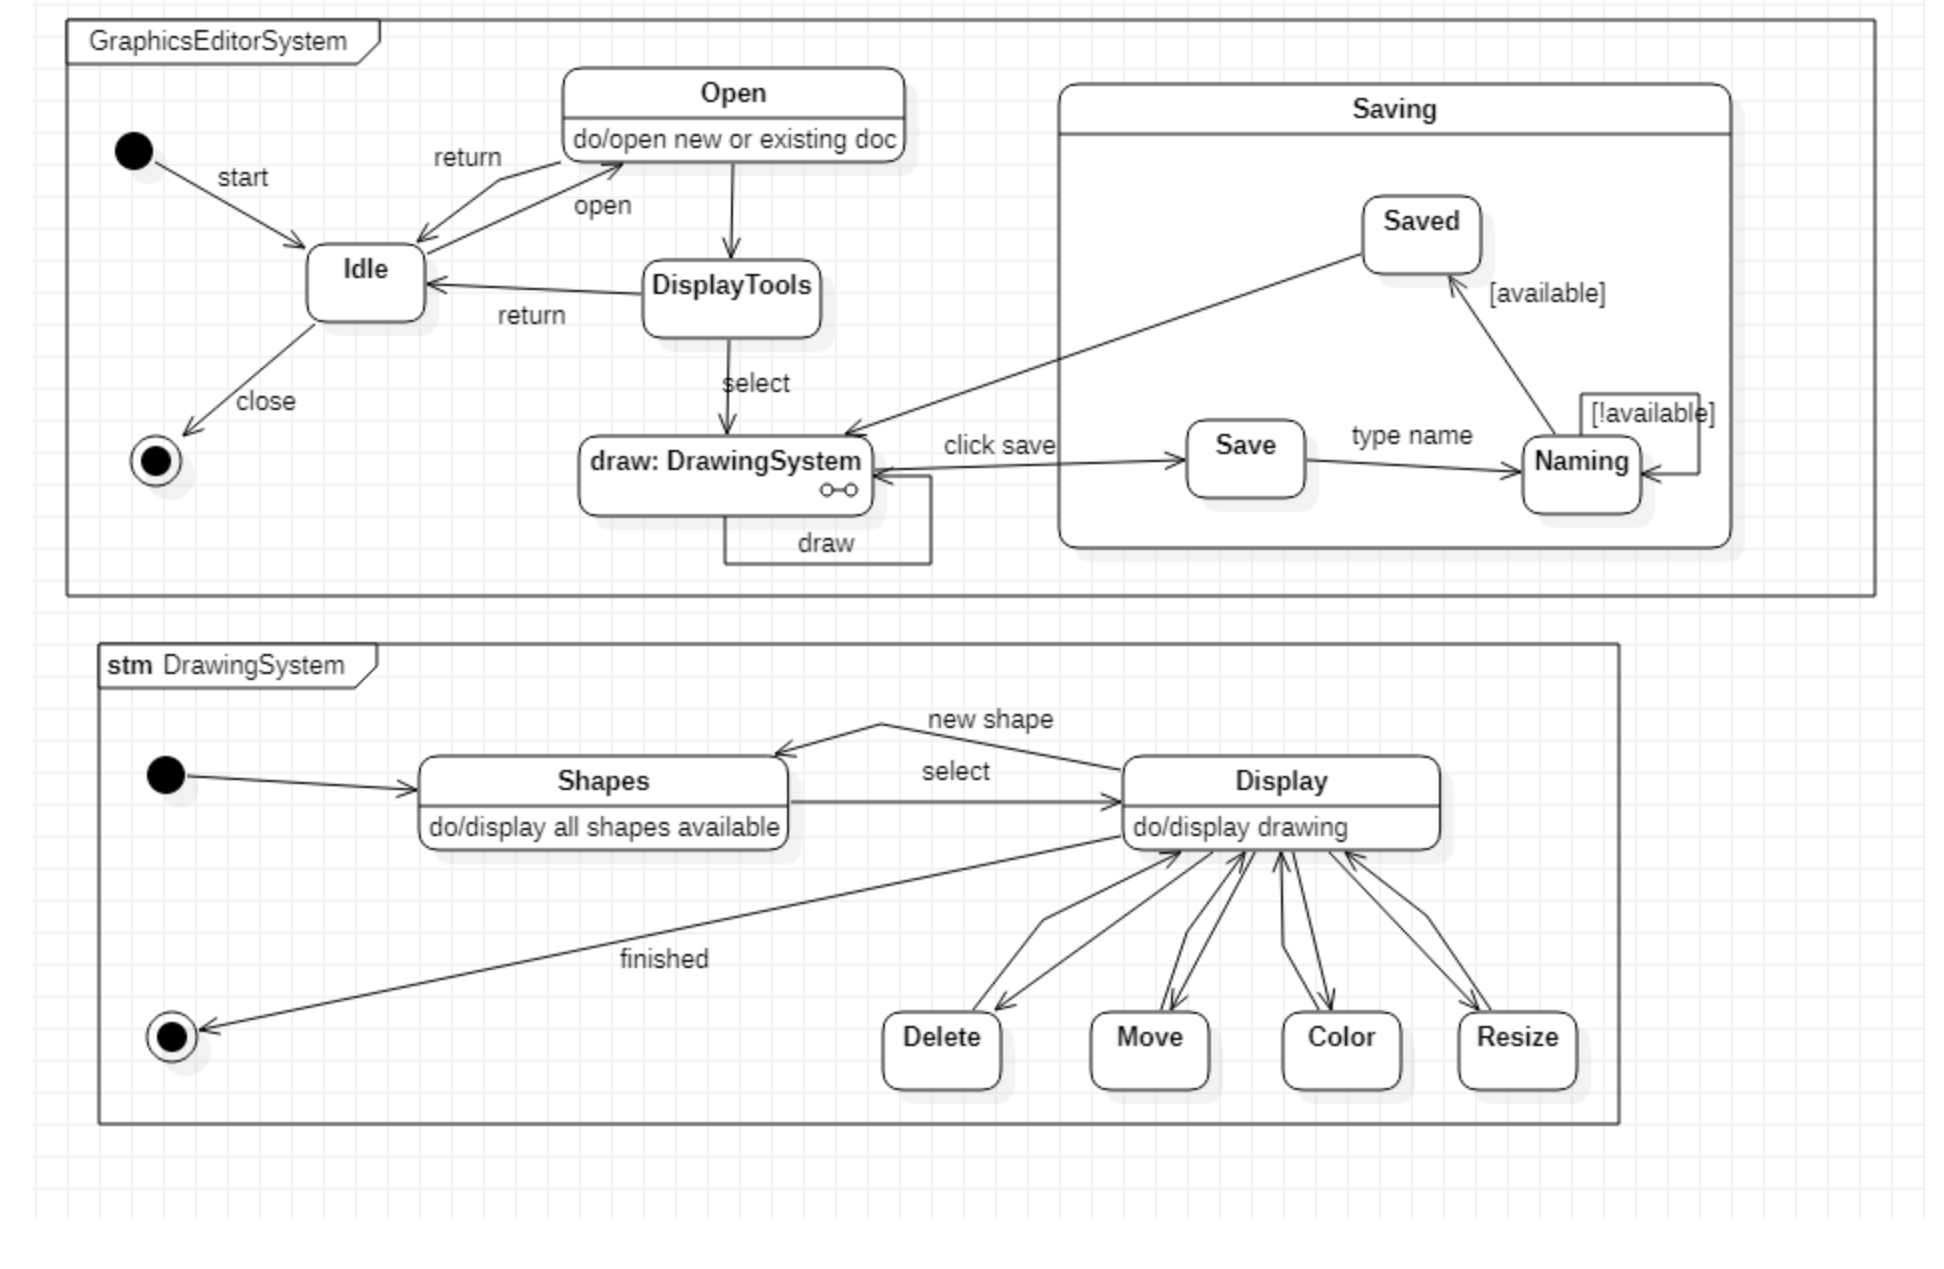 GraphicsEditorSystem
Open
do/open new or existing doc
Saving
return
start
open
Saved
Idle
DisplayTools
[available]
return
select
close
[!available]
click save
type name
Save
draw: DrawingSystem
Naming
draw
stm DrawingSystem
new shape
select
Shapes
do/display all shapes available
Display
do/display drawing
finished
Delete
Move
Color
Resize